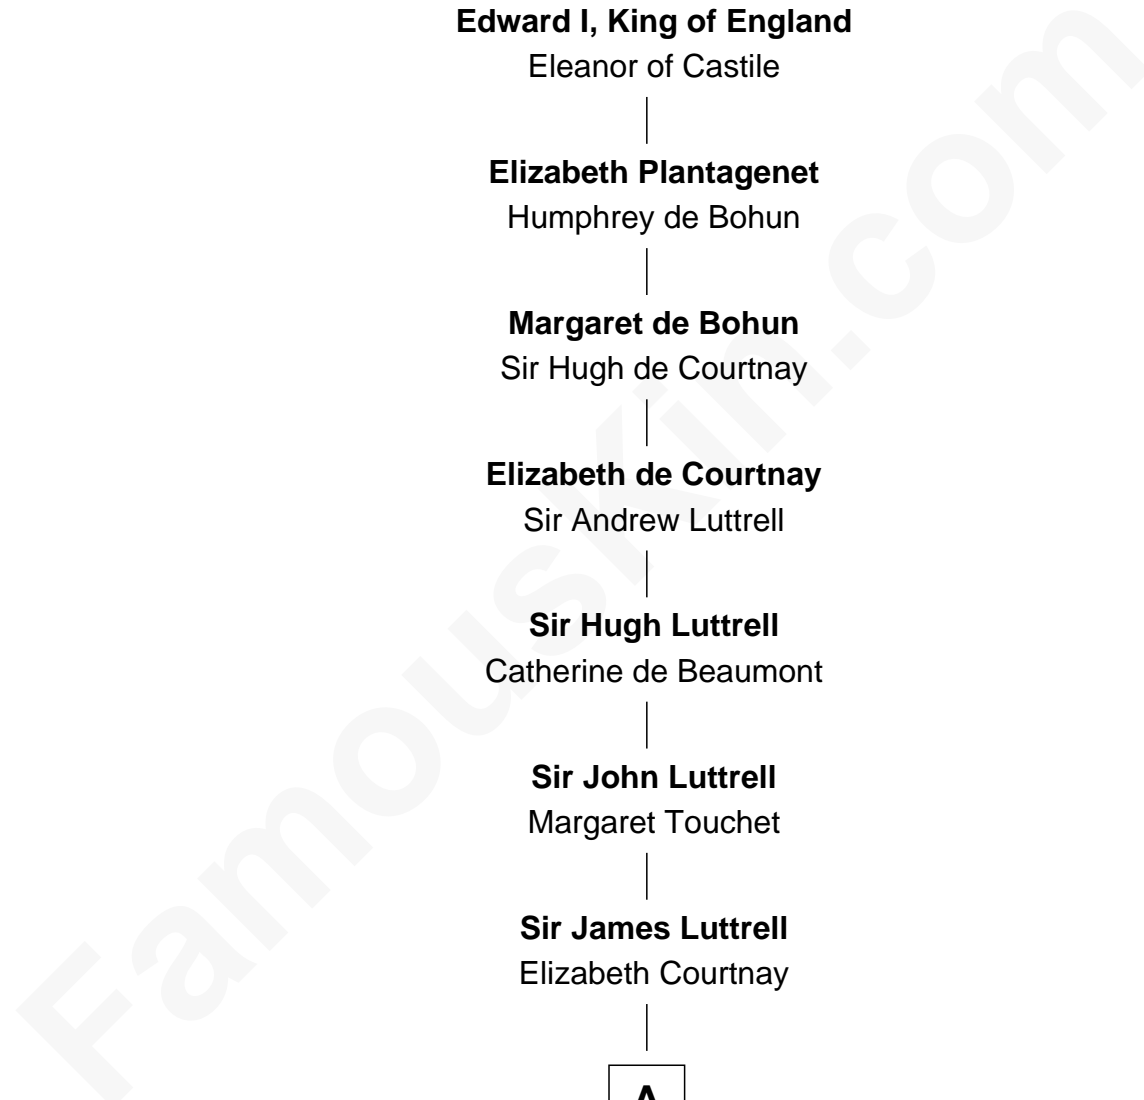 Edward I, King of England
Eleanor of Castile
Elizabeth Plantagenet
Humphrey de Bohun
Margaret de Bohun
Sir Hugh de Courtnay
Elizabeth de Courtnay
Sir Andrew Luttrell
Sir Hugh Luttrell
Catherine de Beaumont
Sir John Luttrell
Margaret Touchet
Sir James Luttrell
Elizabeth Courtnay
A
FamousKin.com